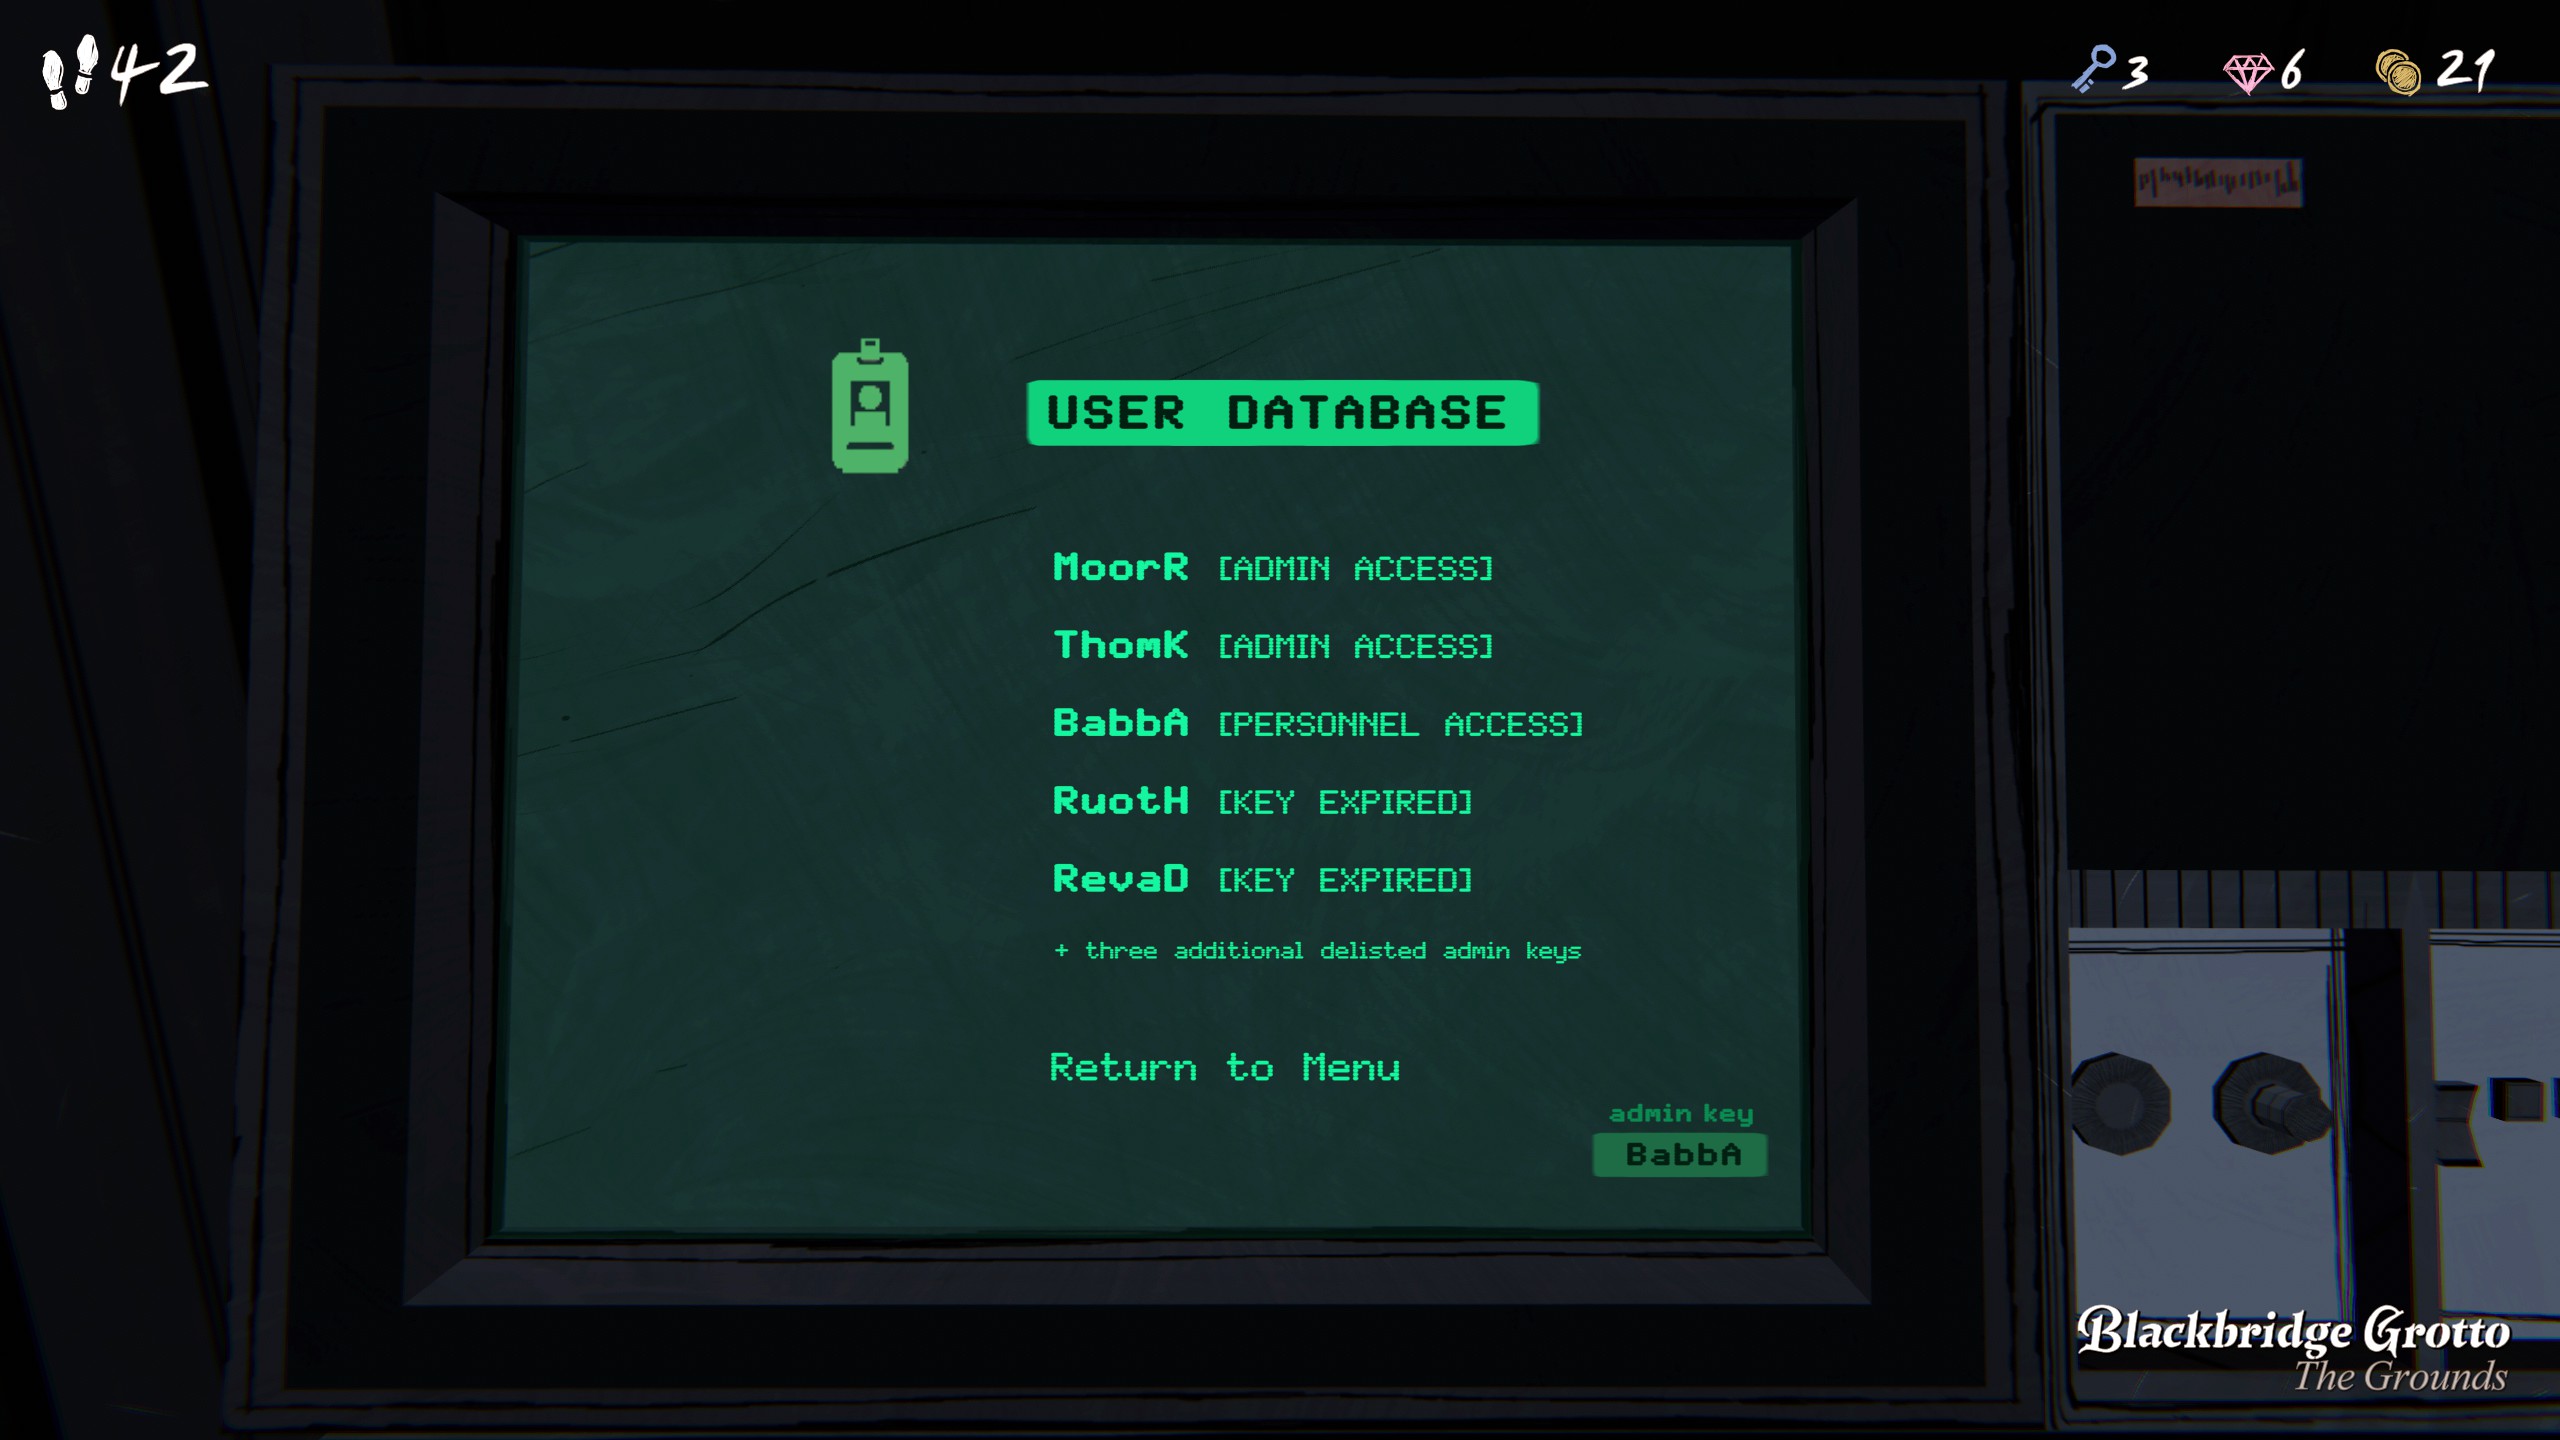 42
3
6
21
USER DATABASE
MoorR [ADMIN ACCESS]
ThomK [ADMIN ACCESS]
BabbA [PERSONNEL ACCESS]
RuotH [KEY EXPIRED]
RevaD [KEY EXPIRED]
+ three additional delisted admin keys
Return to Menu
admin key
BabbA
Blackbridge Grotto
The Grounds